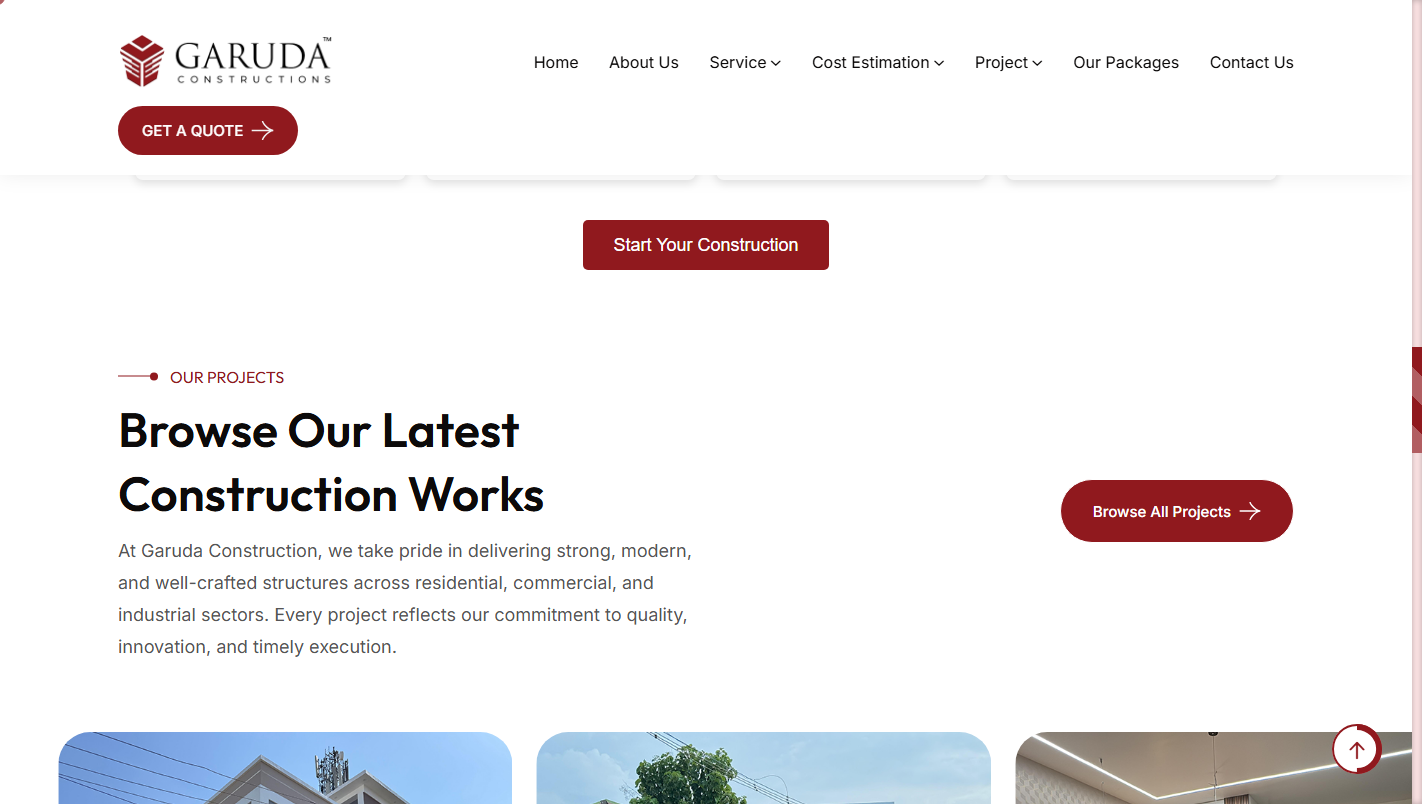 GARUDA™
CONSTRUCTIONS
Home About Us Service Cost Estimation Project Our Packages Contact Us
GET A QUOTE
Start Your Construction
OUR PROJECTS
Browse Our Latest
Construction Works
At Garuda Construction, we take pride in delivering strong, modern,
and well-crafted structures across residential, commercial, and
industrial sectors. Every project reflects our commitment to quality,
innovation, and timely execution.
Browse All Projects